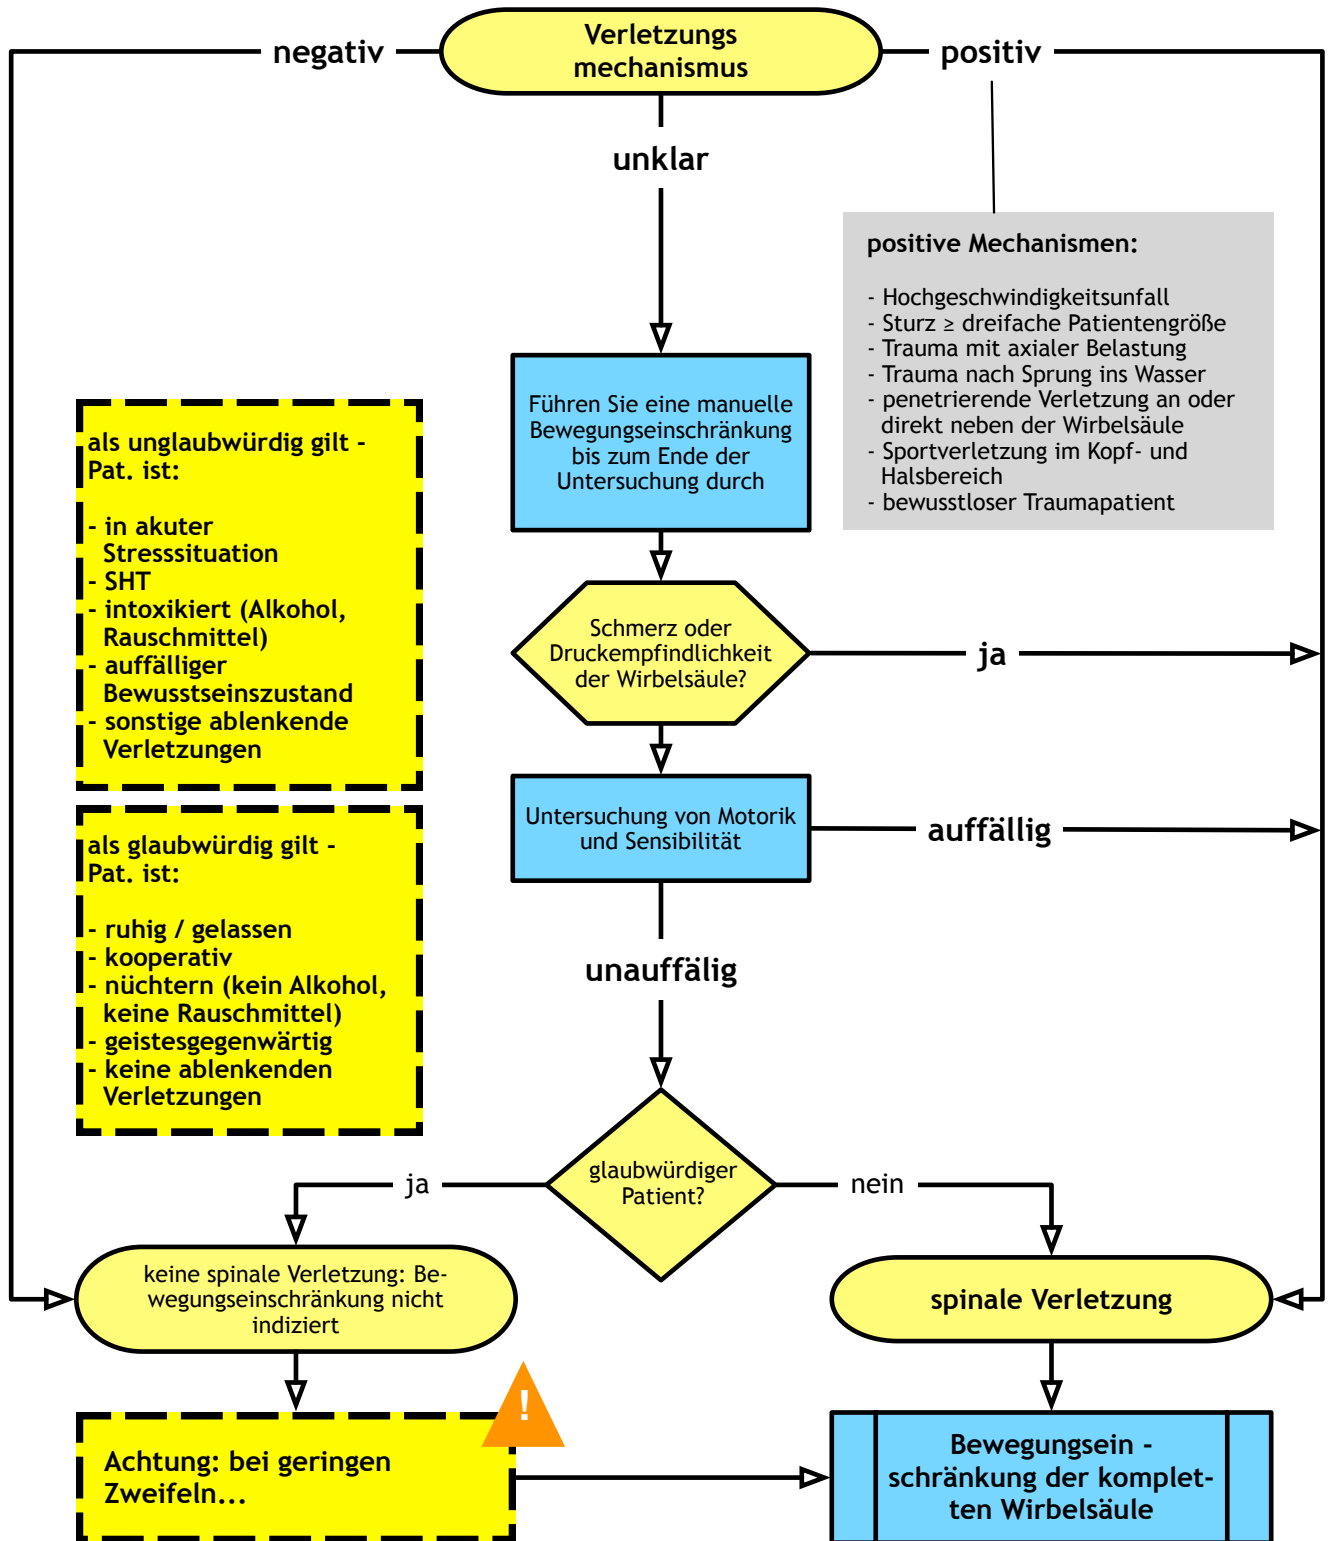 Verletzungs
mechanismus
negativ
positiv
unklar
positive Mechanismen:
- Hochgeschwindigkeitsunfall
- Sturz ≥ dreifache Patientengröße
- Trauma mit axialer Belastung
- Trauma nach Sprung ins Wasser
- penetrierende Verletzung an oder
direkt neben der Wirbelsäule
- Sportverletzung im Kopf- und
Halsbereich
- bewusstloser Traumapatient
Führen Sie eine manuelle
Bewegungseinschränkung
bis zum Ende der
Untersuchung durch
als unglaubwürdig gilt -
Pat. ist:
- in akuter
Stresssituation
- SHT
- intoxikiert (Alkohol,
Rauschmittel)
- auffälliger
Bewusstseinszustand
- sonstige ablenkende
Verletzungen
Schmerz oder
Druckempfindlichkeit
der Wirbelsäule?
ja
Untersuchung von Motorik
und Sensibilität
auffällig
als glaubwürdig gilt -
Pat. ist:
- ruhig / gelassen
- kooperativ
- nüchtern (kein Alkohol,
keine Rauschmittel)
- geistesgegenwärtig
- keine ablenkenden
Verletzungen
unauffälig
glaubwürdiger
Patient?
ja
nein
keine spinale Verletzung: Be-
wegungseinschränkung nicht
indiziert
spinale Verletzung
!
Achtung: bei geringen
Zweifeln...
Bewegungsein -
schränkung der komplet-
ten Wirbelsäule